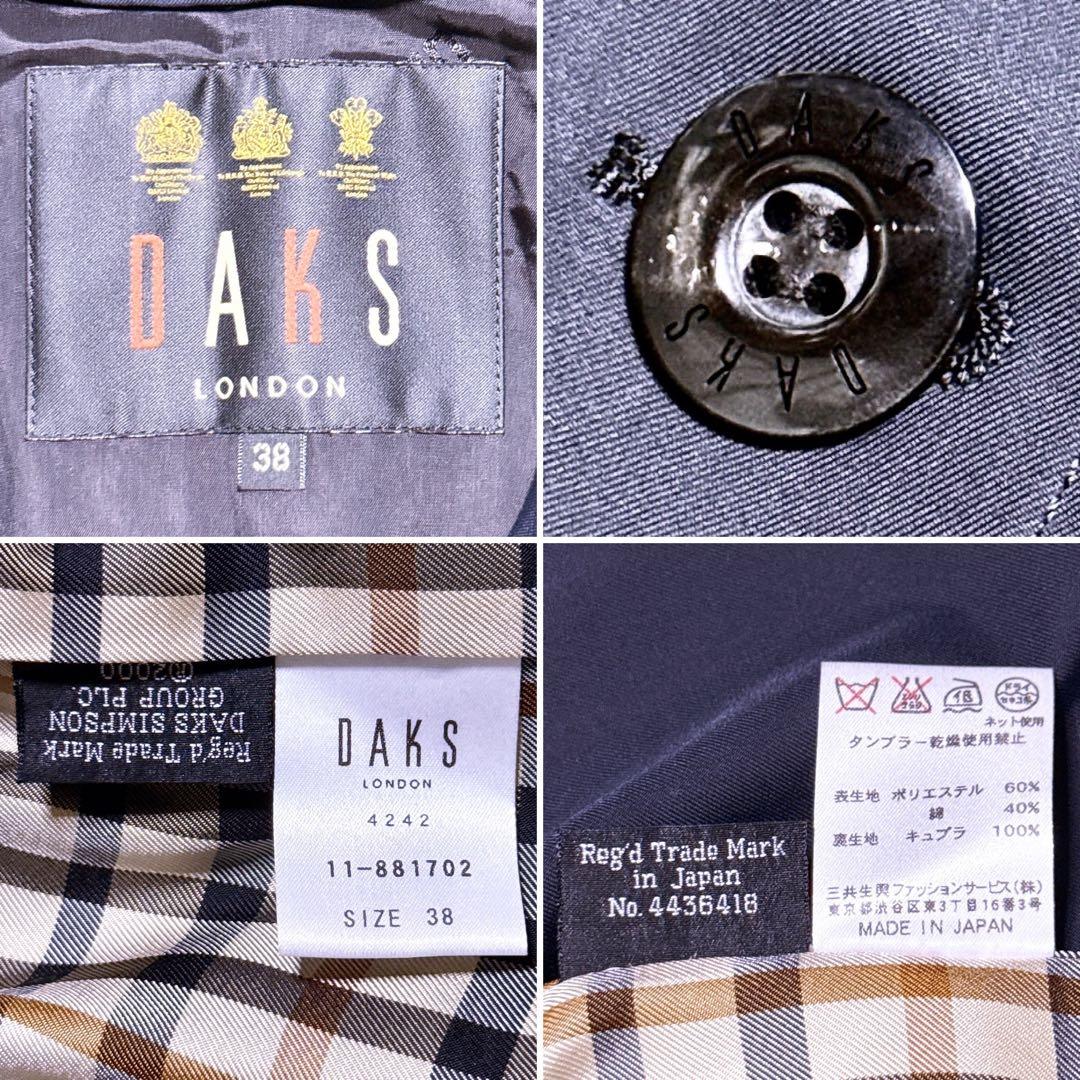 DAKS
LONDON
38
DAKS
DAKS
©2000
GROUP PLC.
DAKS SIMPSON
Reg'd Trade Mark
DAKS
LONDON
4242
11-881702
SIZE 38
ドライ
ネット使用
タンブラー乾燥使用禁止
表生地 ポリエステル 60%
綿 40%
裏生地 キュプラ 100%
三共生興ファッションサービス(株)
東京都渋谷区東3丁目16番3号
MADE IN JAPAN
Reg'd Trade Mark
in Japan
No. 4436418